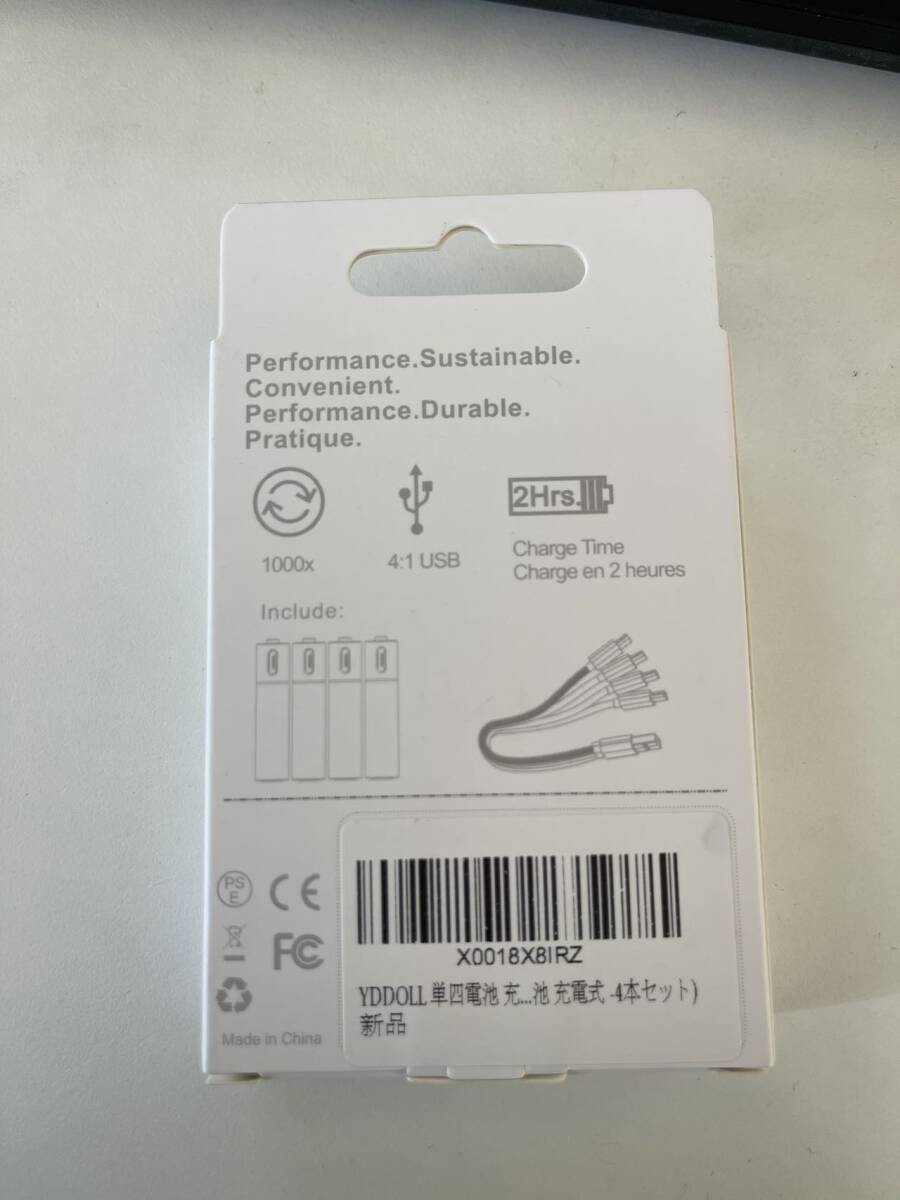 Performance.Sustainable.
Convenient.
Performance.Durable.
Pratique.
2Hrs.
1000x
4:1 USB
Charge Time
Charge en 2 heures
Include:
PS
E
CE
FC
Made in China
X0018X8IRZ
YDDOLL 単四電池 充...池 充電式 -4本セット)
新品